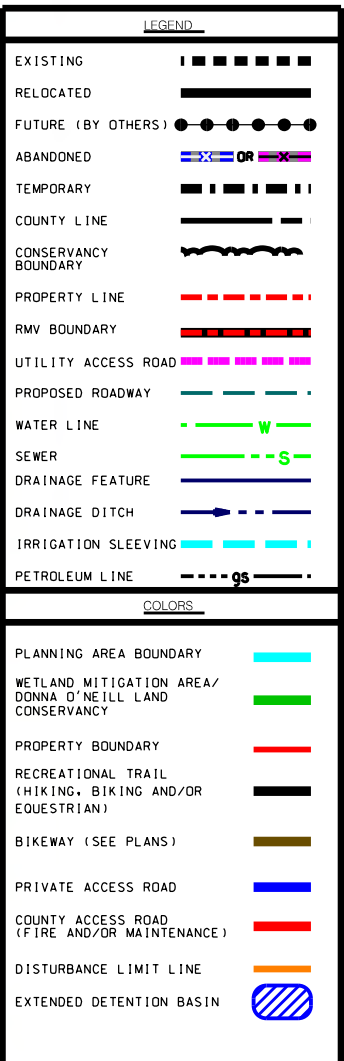 LEGEND
EXISTING
RELOCATED
FUTURE (BY OTHERS)
ABANDONED OR
TEMPORARY
COUNTY LINE
CONSERVANCY
BOUNDARY
PROPERTY LINE
RMV BOUNDARY
UTILITY ACCESS ROAD
PROPOSED ROADWAY
WATER LINE W
SEWER S
DRAINAGE FEATURE
DRAINAGE DITCH
IRRIGATION SLEEVING
PETROLEUM LINE gs
COLORS
PLANNING AREA BOUNDARY
WETLAND MITIGATION AREA/
DONNA O'NEILL LAND
CONSERVANCY
PROPERTY BOUNDARY
RECREATIONAL TRAIL
(HIKING, BIKING AND/OR
EQUESTRIAN)
BIKEWAY (SEE PLANS)
PRIVATE ACCESS ROAD
COUNTY ACCESS ROAD
(FIRE AND/OR MAINTENANCE)
DISTURBANCE LIMIT LINE
EXTENDED DETENTION BASIN